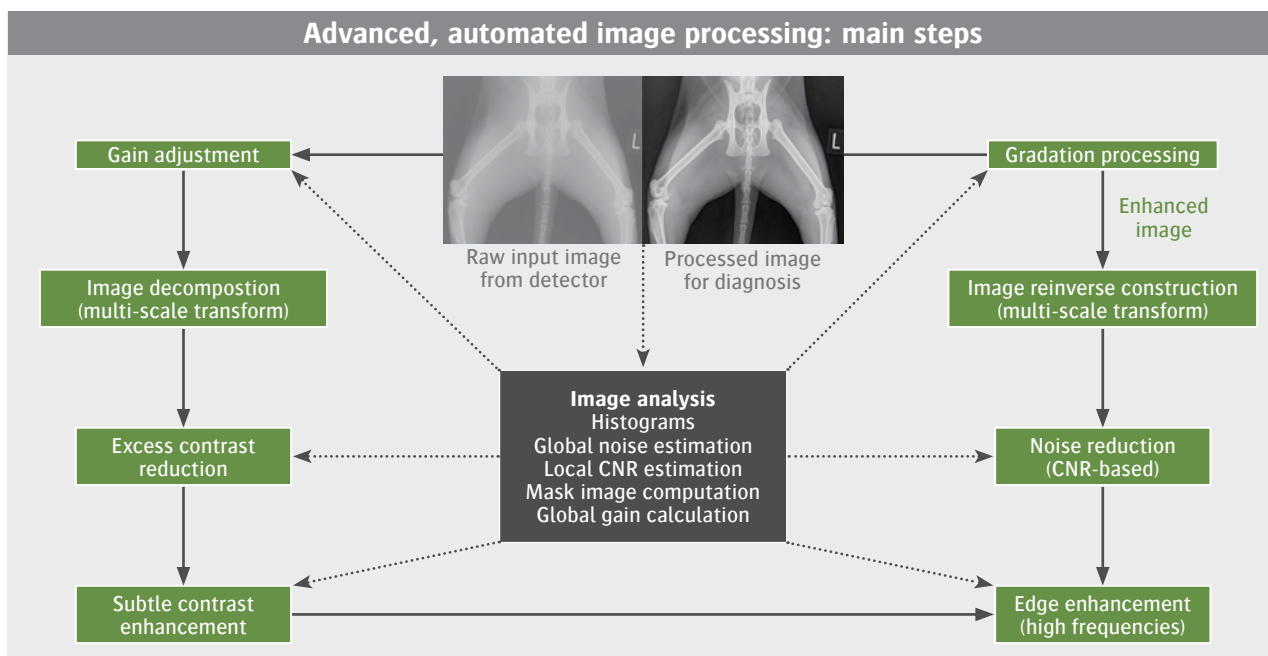 Advanced, automated image processing: main steps
L
L
Raw input image
from detector
Processed image
for diagnosis
Gain adjustment
Image decompostion
(multi-scale transform)
Excess contrast
reduction
Subtle contrast
enhancement
Image analysis
Histograms
Global noise estimation
Local CNR estimation
Mask image computation
Global gain calculation
Gradation processing
Enhanced
image
Image reinverse construction
(multi-scale transform)
Noise reduction
(CNR-based)
Edge enhancement
(high frequencies)